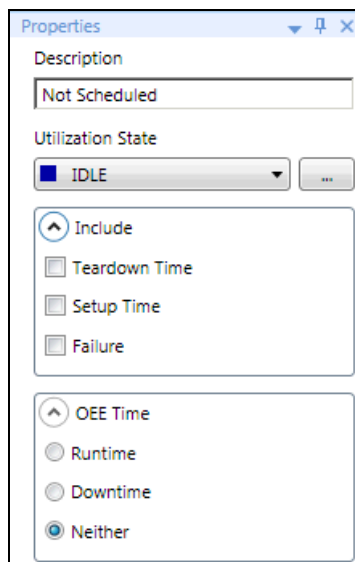 Properties
Description
Not Scheduled
Utilization State
IDLE
...
Include
Teardown Time
Setup Time
Failure
OEE Time
Runtime
Downtime
Neither